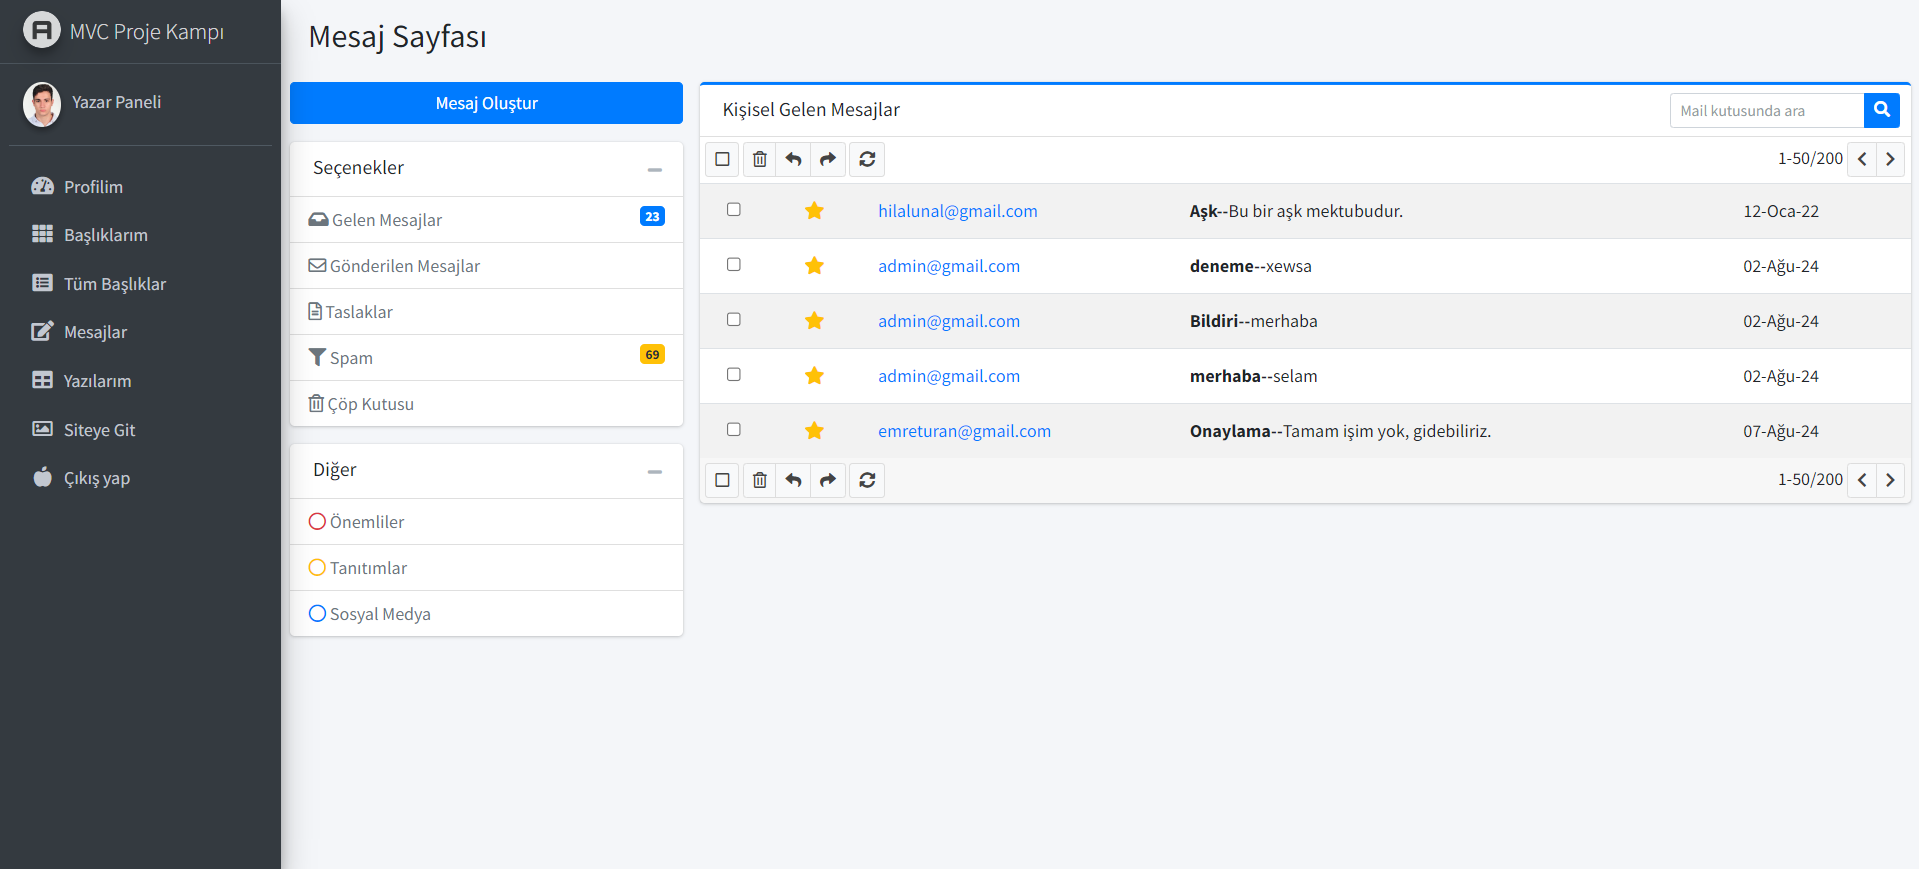 MVC Proje Kampı
Yazar Paneli
Profilim
Başlıklarım
Tüm Başlıklar
Mesajlar
Yazılarım
Siteye Git
Çıkış yap
Mesaj Sayfası
Mesaj Oluştur
Seçenekler
Gelen Mesajlar 23
Gönderilen Mesajlar
Taslaklar
Spam 69
Çöp Kutusu
Diğer
Önemliler
Tanıtımlar
Sosyal Medya
Kişisel Gelen Mesajlar
Mail kutusunda ara
1-50/200
hilalunal@gmail.com Aşk--Bu bir aşk mektubudur. 12-Oca-22
admin@gmail.com deneme--xewsa 02-Ağu-24
admin@gmail.com Bildiri--merhaba 02-Ağu-24
admin@gmail.com merhaba--selam 02-Ağu-24
emreturan@gmail.com Onaylama--Tamam işim yok, gidebiliriz. 07-Ağu-24
1-50/200